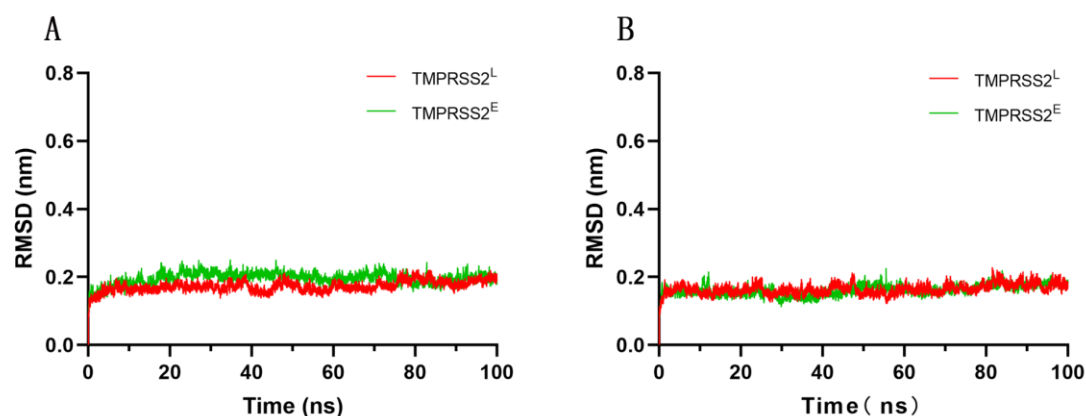 A
0.8
0.6
0.4
0.2
0.0
RMSD (nm)
TMPRSS2ᴸ
TMPRSS2ᴱ
0 20 40 60 80 100
Time (ns)
B
0.8
0.6
0.4
0.2
0.0
RMSD (nm)
TMPRSS2ᴸ
TMPRSS2ᴱ
0 20 40 60 80 100
Time（ ns）